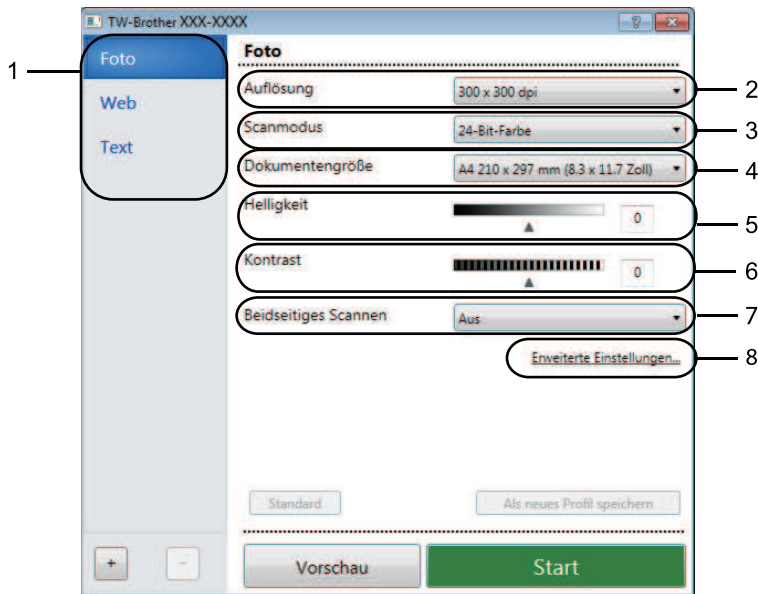 TW-Brother XXX-XXXX
Foto
Web
Text
Foto
Auflösung 300 x 300 dpi
Scanmodus 24-Bit-Farbe
Dokumentengröße A4 210 x 297 mm (8.3 x 11.7 Zoll)
Helligkeit 0
Kontrast 0
Beidseitiges Scannen Aus
Erweiterte Einstellungen...
Standard Als neues Profil speichern
+ - Vorschau Start
1
2
3
4
5
6
7
8